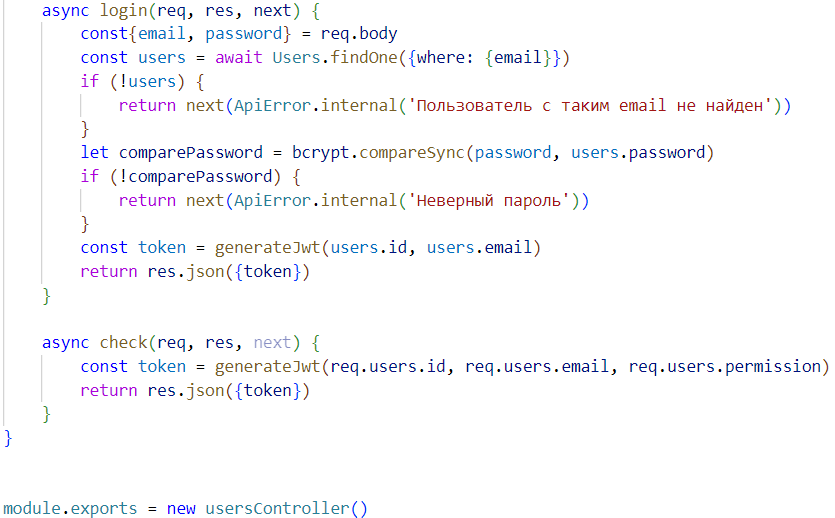 async login(req, res, next) {
const{email, password} = req.body
const users = await Users.findOne({where: {email}})
if (!users) {
return next(ApiError.internal('Пользователь с таким email не найден'))
}
let comparePassword = bcrypt.compareSync(password, users.password)
if (!comparePassword) {
return next(ApiError.internal('Неверный пароль'))
}
const token = generateJwt(users.id, users.email)
return res.json({token})
}
async check(req, res, next) {
const token = generateJwt(req.users.id, req.users.email, req.users.permission)
return res.json({token})
}
}
module.exports = new usersController()